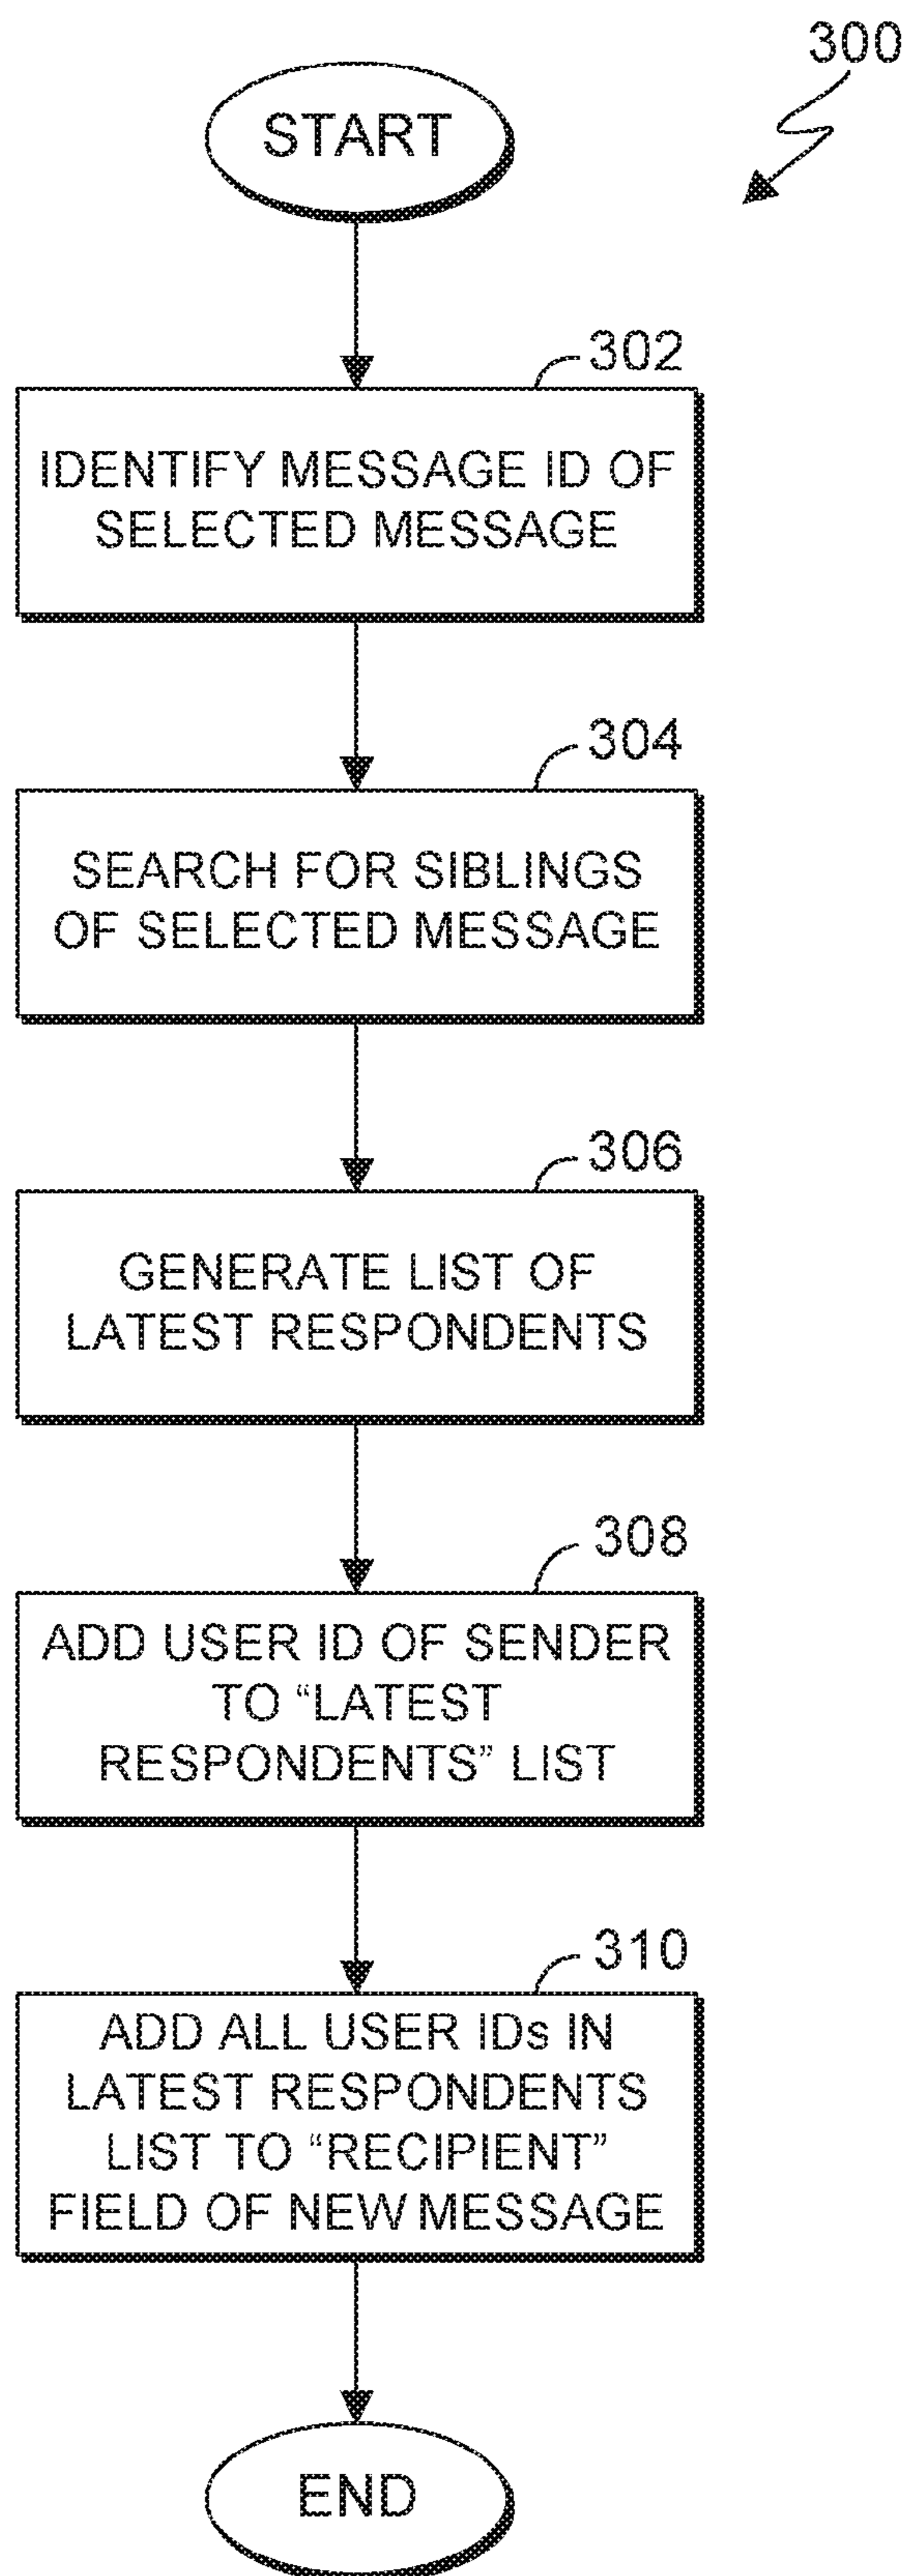 300
START
302
IDENTIFY MESSAGE ID OF
SELECTED MESSAGE
304
SEARCH FOR SIBLINGS
OF SELECTED MESSAGE
306
GENERATE LIST OF
LATEST RESPONDENTS
308
ADD USER ID OF SENDER
TO “LATEST
RESPONDENTS” LIST
310
ADD ALL USER IDs IN
LATEST RESPONDENTS
LIST TO “RECIPIENT”
FIELD OF NEW MESSAGE
END